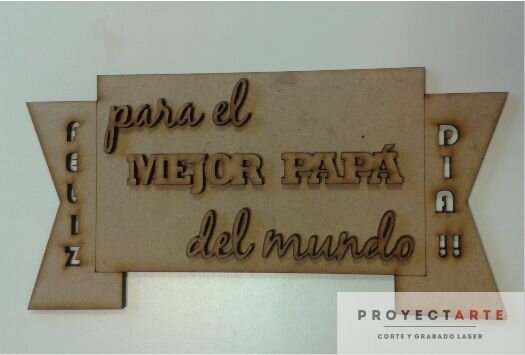 FELIZ
para el
MEJOR PAPÁ
del mundo
DIA !!
PROYECTARTE
CORTE Y GRABADO LASER